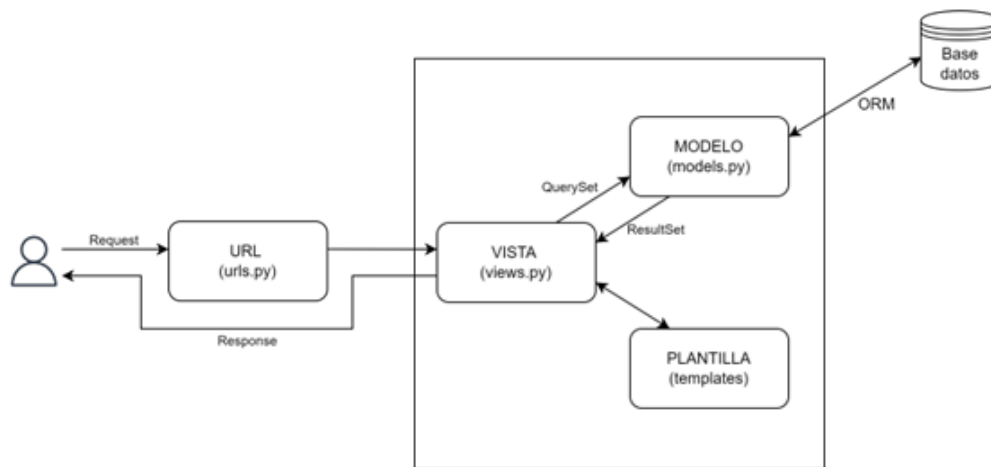 Base
datos
ORM
MODELO
(models.py)
QuerySet
ResultSet
Request
URL
(urls.py)
VISTA
(views.py)
Response
PLANTILLA
(templates)